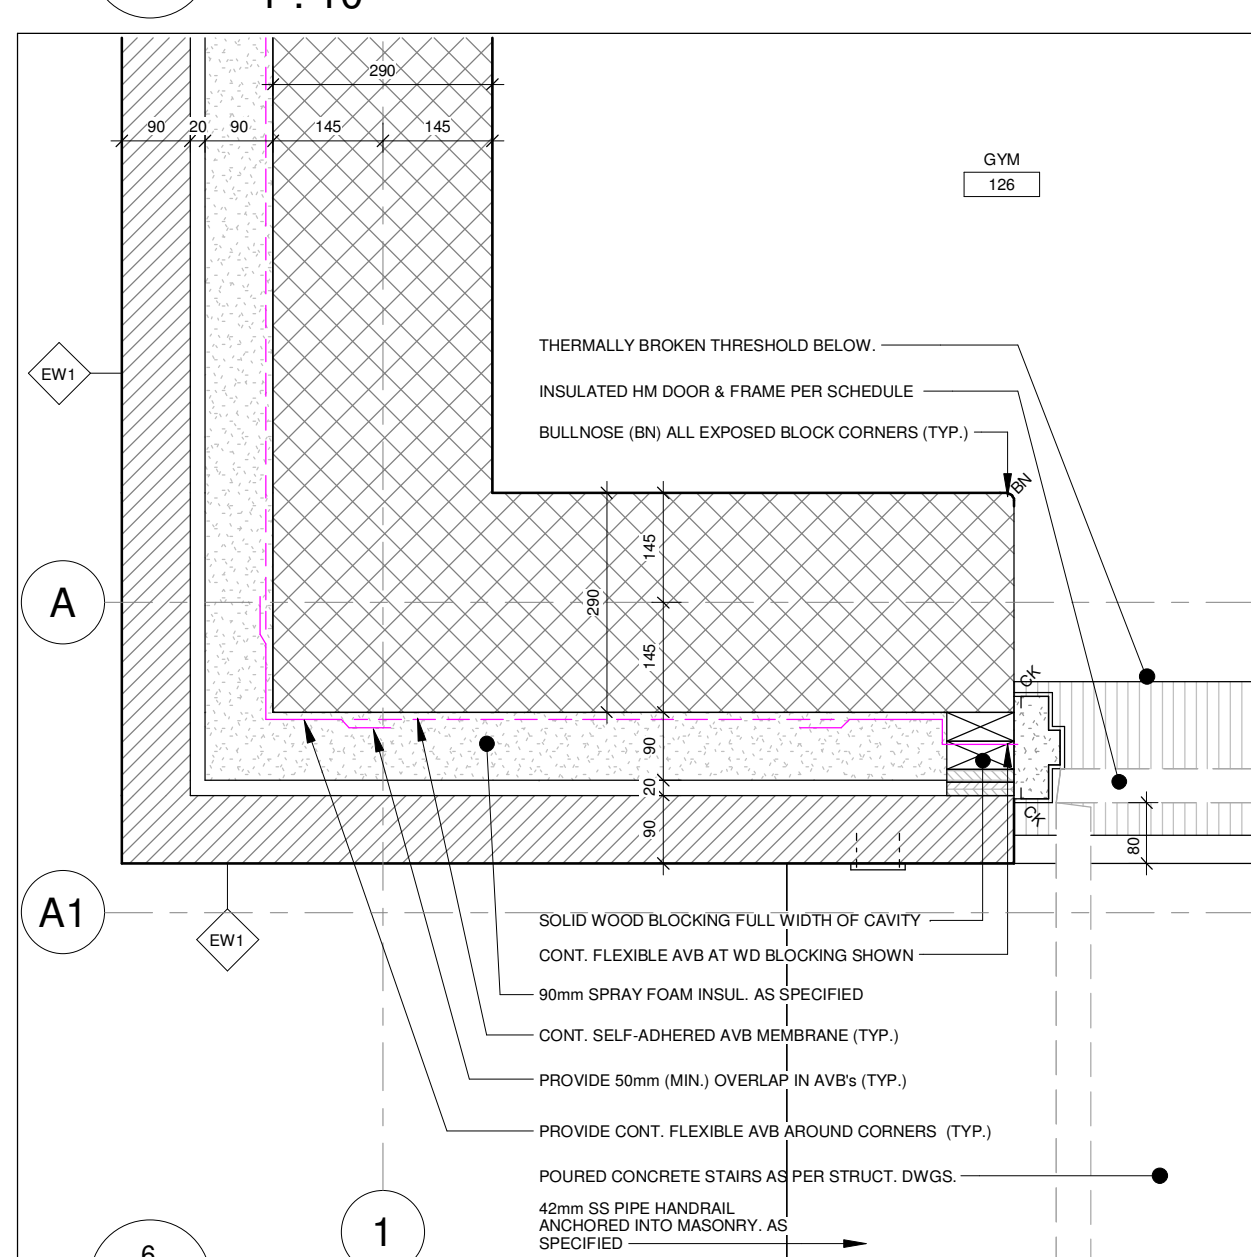 1 : 10
290
90 20 90 145 145
GYM
126
EW1
THERMALLY BROKEN THRESHOLD BELOW.
INSULATED HM DOOR & FRAME PER SCHEDULE
BULLNOSE (BN) ALL EXPOSED BLOCK CORNERS (TYP.)
BN
145
290
A
145
CK
90
20
90
CK
80
A1
EW1
SOLID WOOD BLOCKING FULL WIDTH OF CAVITY
CONT. FLEXIBLE AVB AT WD BLOCKING SHOWN
90mm SPRAY FOAM INSUL. AS SPECIFIED
CONT. SELF-ADHERED AVB MEMBRANE (TYP.)
PROVIDE 50mm (MIN.) OVERLAP IN AVB's (TYP.)
PROVIDE CONT. FLEXIBLE AVB AROUND CORNERS (TYP.)
POURED CONCRETE STAIRS AS PER STRUCT. DWGS.
42mm SS PIPE HANDRAIL
ANCHORED INTO MASONRY. AS
SPECIFIED
1
6